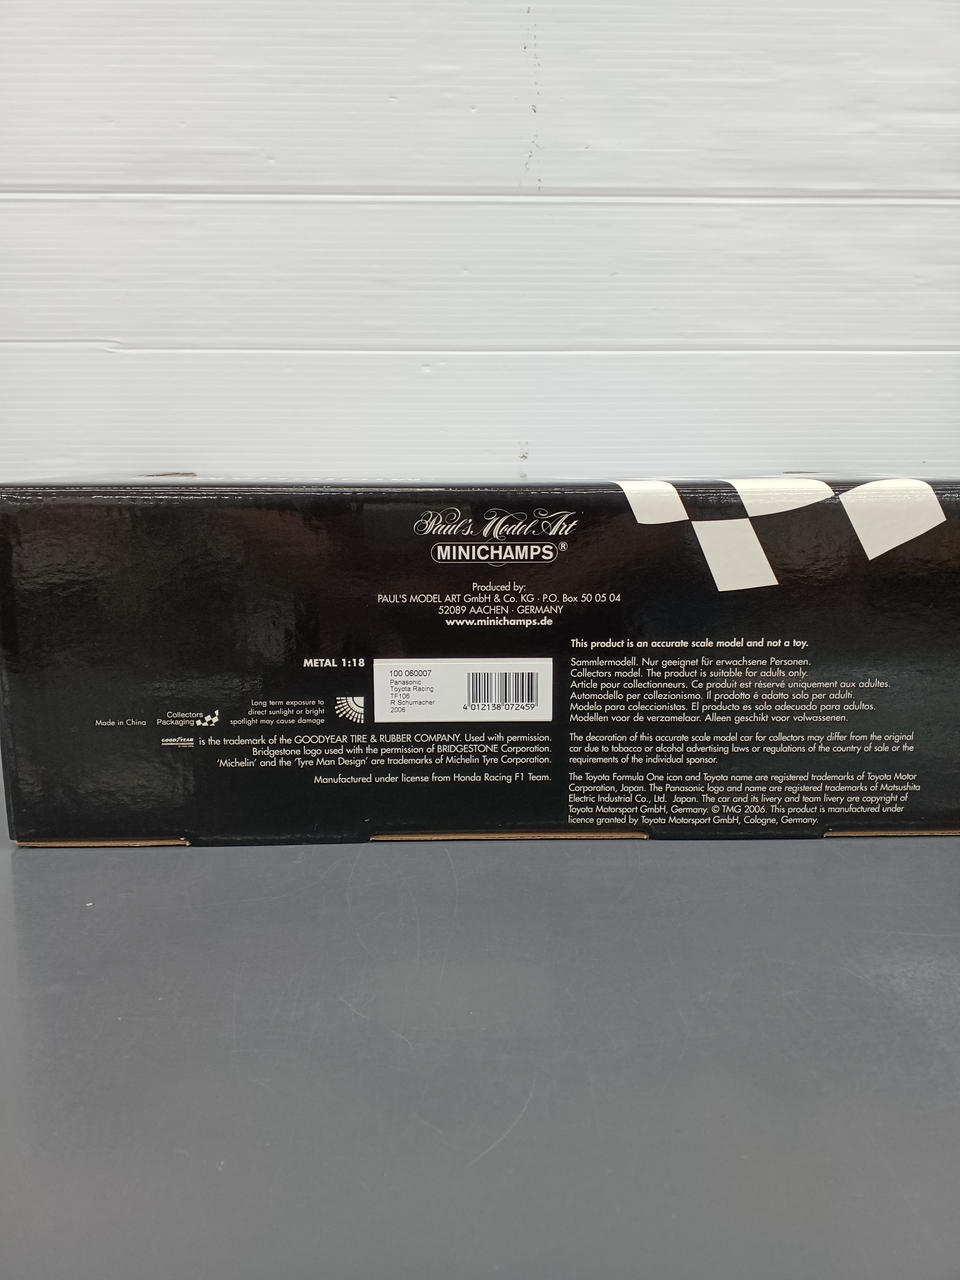 Paul's Model Art
MINICHAMPS®
Produced by:
PAUL'S MODEL ART GmbH & Co. KG · P.O. Box 50 05 04
52089 AACHEN · GERMANY
www.minichamps.de
METAL 1:18
100 060007
Panasonic
Toyota Racing
TF106
R Schumacher
2006
4 012138 072459
Made in China
Collectors
Packaging
Long term exposure to
direct sunlight or bright
spotlight may cause damage
GOODYEAR is the trademark of the GOODYEAR TIRE & RUBBER COMPANY. Used with permission.
Bridgestone logo used with the permission of BRIDGESTONE Corporation.
'Michelin' and the 'Tyre Man Design' are trademarks of Michelin Tyre Corporation.
Manufactured under license from Honda Racing F1 Team.
This product is an accurate scale model and not a toy.
Sammlermodell. Nur geeignet für erwachsene Personen.
Collectors model. The product is suitable for adults only.
Article pour collectionneurs. Ce produit est réservé uniquement aux adultes.
Automodello per collezionismo. Il prodotto é adatto solo per adulti.
Modelo para coleccionistas. El producto es solo adecuado para adultos.
Modellen voor de verzamelaar. Alleen geschikt voor volwassenen.
The decoration of this accurate scale model car for collectors may differ from the original
car due to tobacco or alcohol advertising laws or regulations of the country of sale or the
requirements of the individual sponsor.
The Toyota Formula One icon and Toyota name are registered trademarks of Toyota Motor
Corporation, Japan. The Panasonic logo and name are registered trademarks of Matsushita
Electric Industrial Co., Ltd. Japan. The car and its livery and team livery are copyright of
Toyota Motorsport GmbH, Germany. © TMG 2006. This product is manufactured under
licence granted by Toyota Motorsport GmbH, Cologne, Germany.